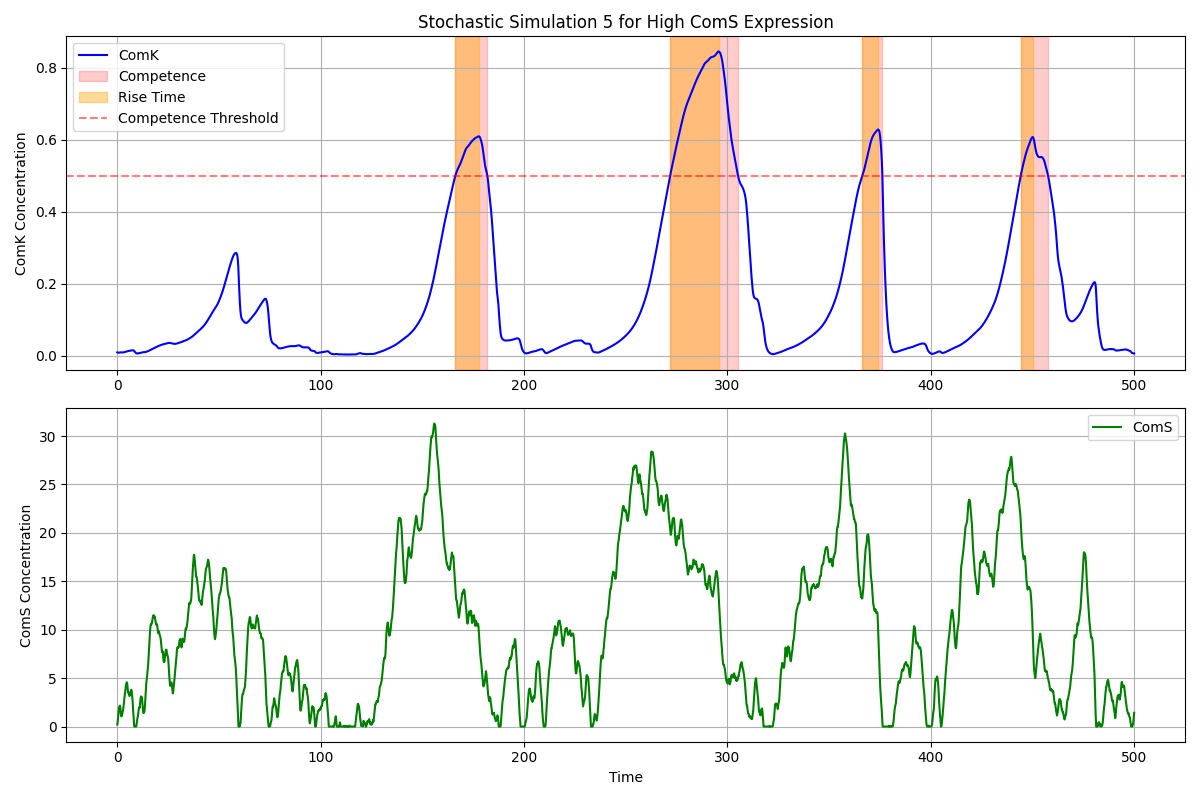 Stochastic Simulation 5 for High ComS Expression
ComK Concentration
0.8
0.6
0.4
0.2
0.0
ComK
Competence
Rise Time
Competence Threshold
0 100 200 300 400 500
ComS Concentration
30
25
20
15
10
5
0
ComS
0 100 200 300 400 500
Time